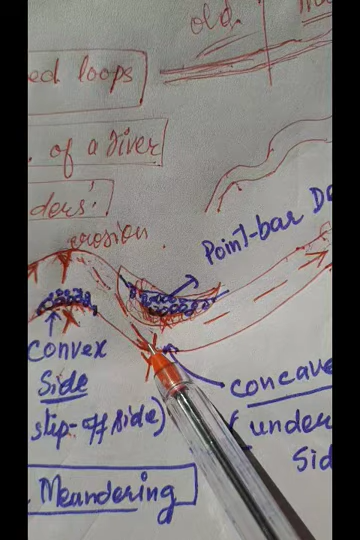 old.
ed loops
of a river
ders!
erosion.
Point-bar
Convex
Side
slip-off side)
concave
( under
Sid
. Meandering